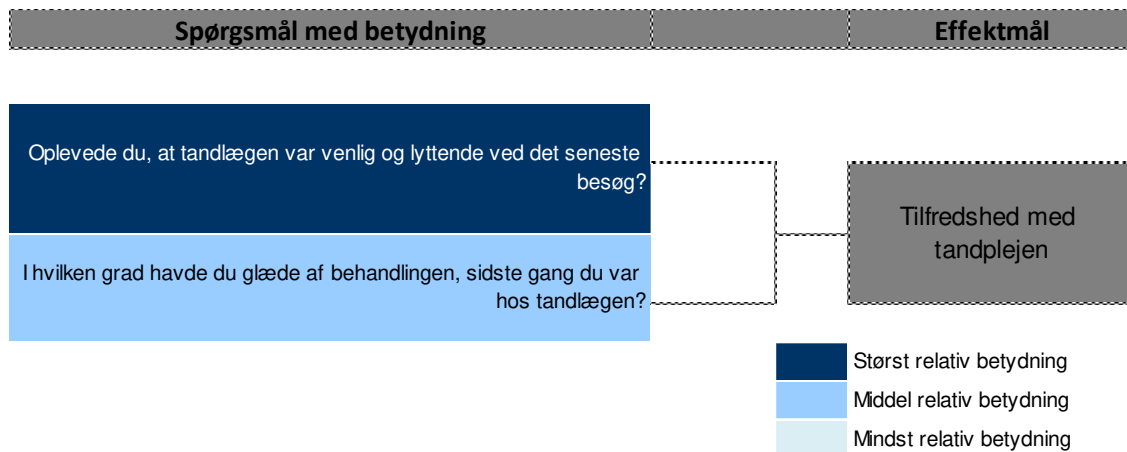 Spørgsmål med betydning
Effektmål
Oplevede du, at tandlægen var venlig og lyttende ved det seneste
besøg?
I hvilken grad havde du glæde af behandlingen, sidste gang du var
hos tandlægen?
Tilfredshed med
tandplejen
Størst relativ betydning
Middel relativ betydning
Mindst relativ betydning